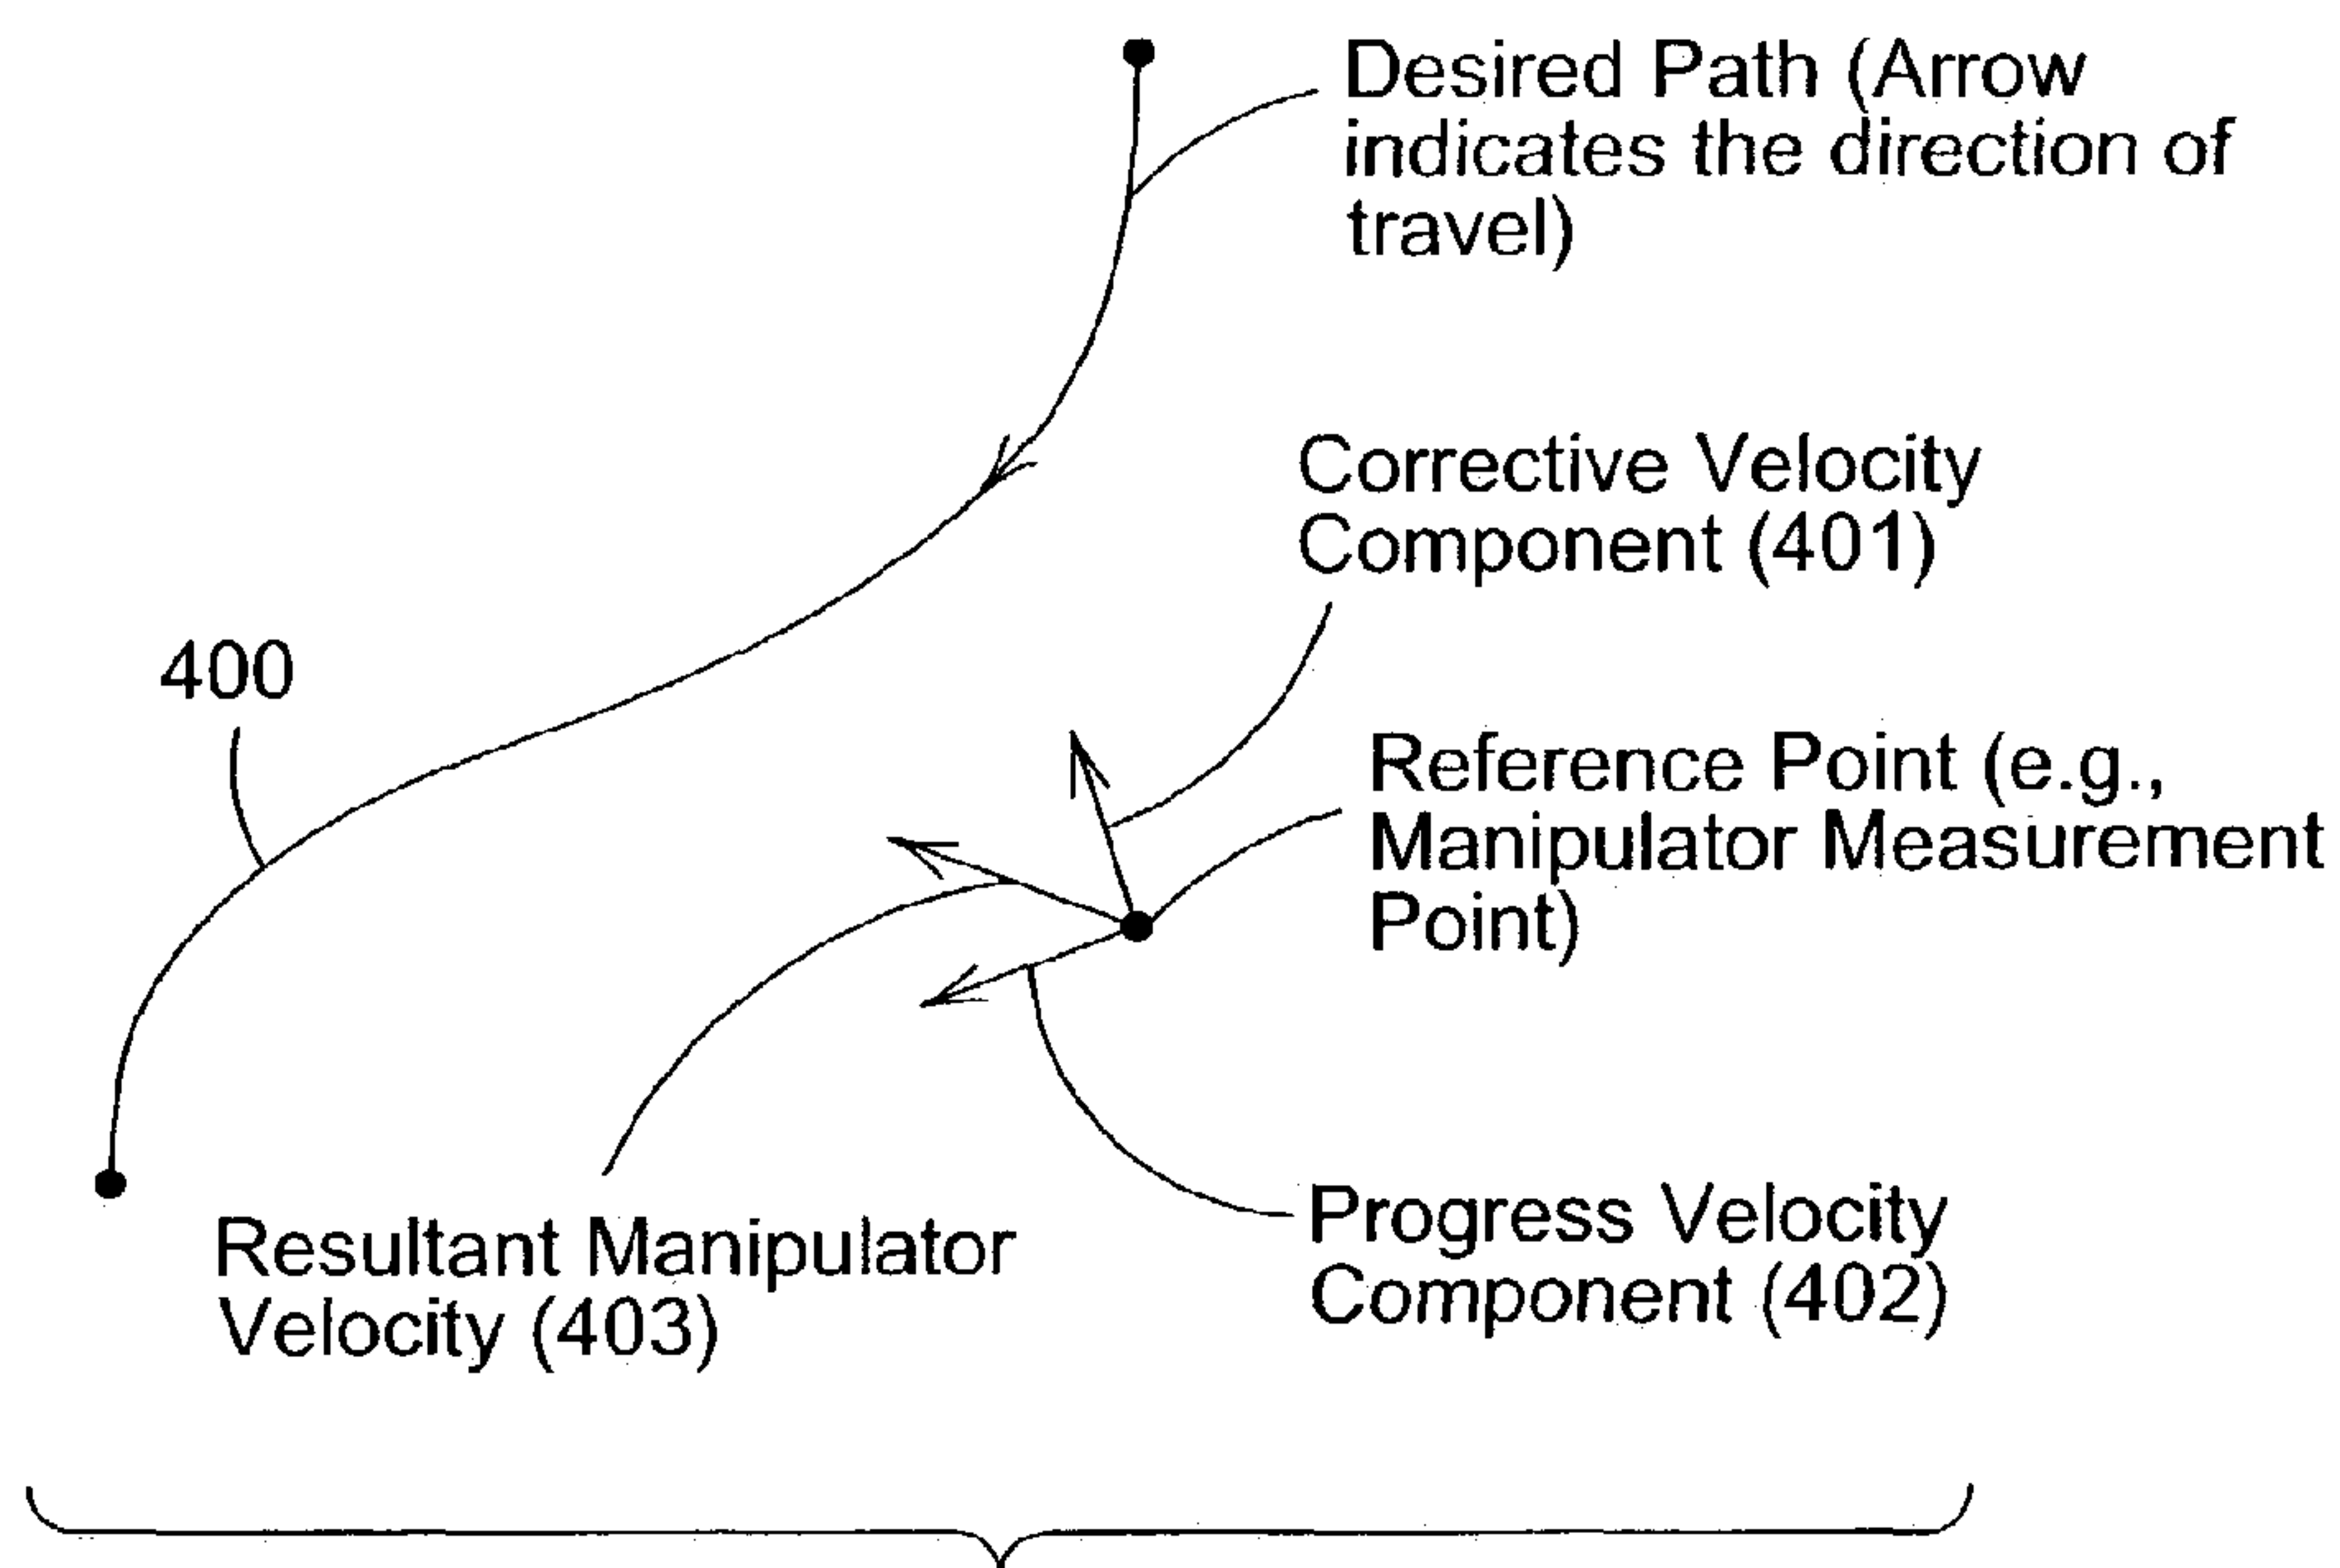 Desired Path (Arrow
indicates the direction of
travel)
Corrective Velocity
Component (401)
400
Reference Point (e.g.,
Manipulator Measurement
Point)
Progress Velocity
Component (402)
Resultant Manipulator
Velocity (403)